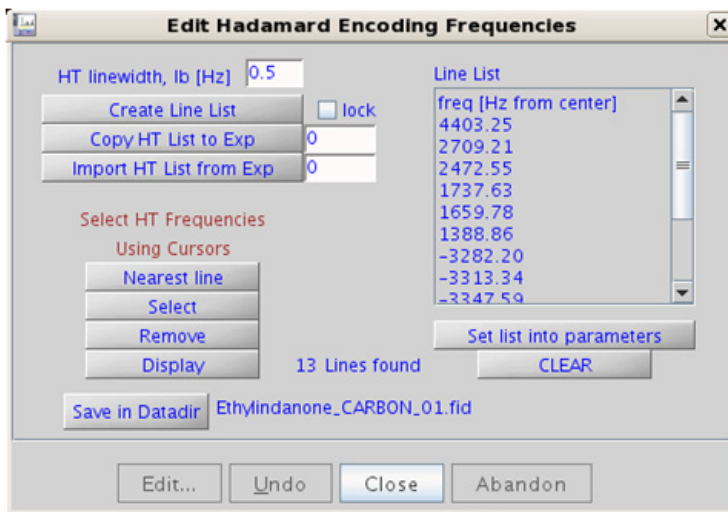 Edit Hadamard Encoding Frequencies
HT linewidth, lb [Hz] 0.5
Create Line List lock
Copy HT List to Exp 0
Import HT List from Exp 0
Select HT Frequencies
Using Cursors
Nearest line
Select
Remove
Display
13 Lines found
Line List
freq [Hz from center]
4403.25
2709.21
2472.55
1737.63
1659.78
1388.86
-3282.20
-3313.34
-3347.59
Set list into parameters
CLEAR
Save in Datadir Ethylindanone_CARBON_01.fid
Edit... Undo Close Abandon